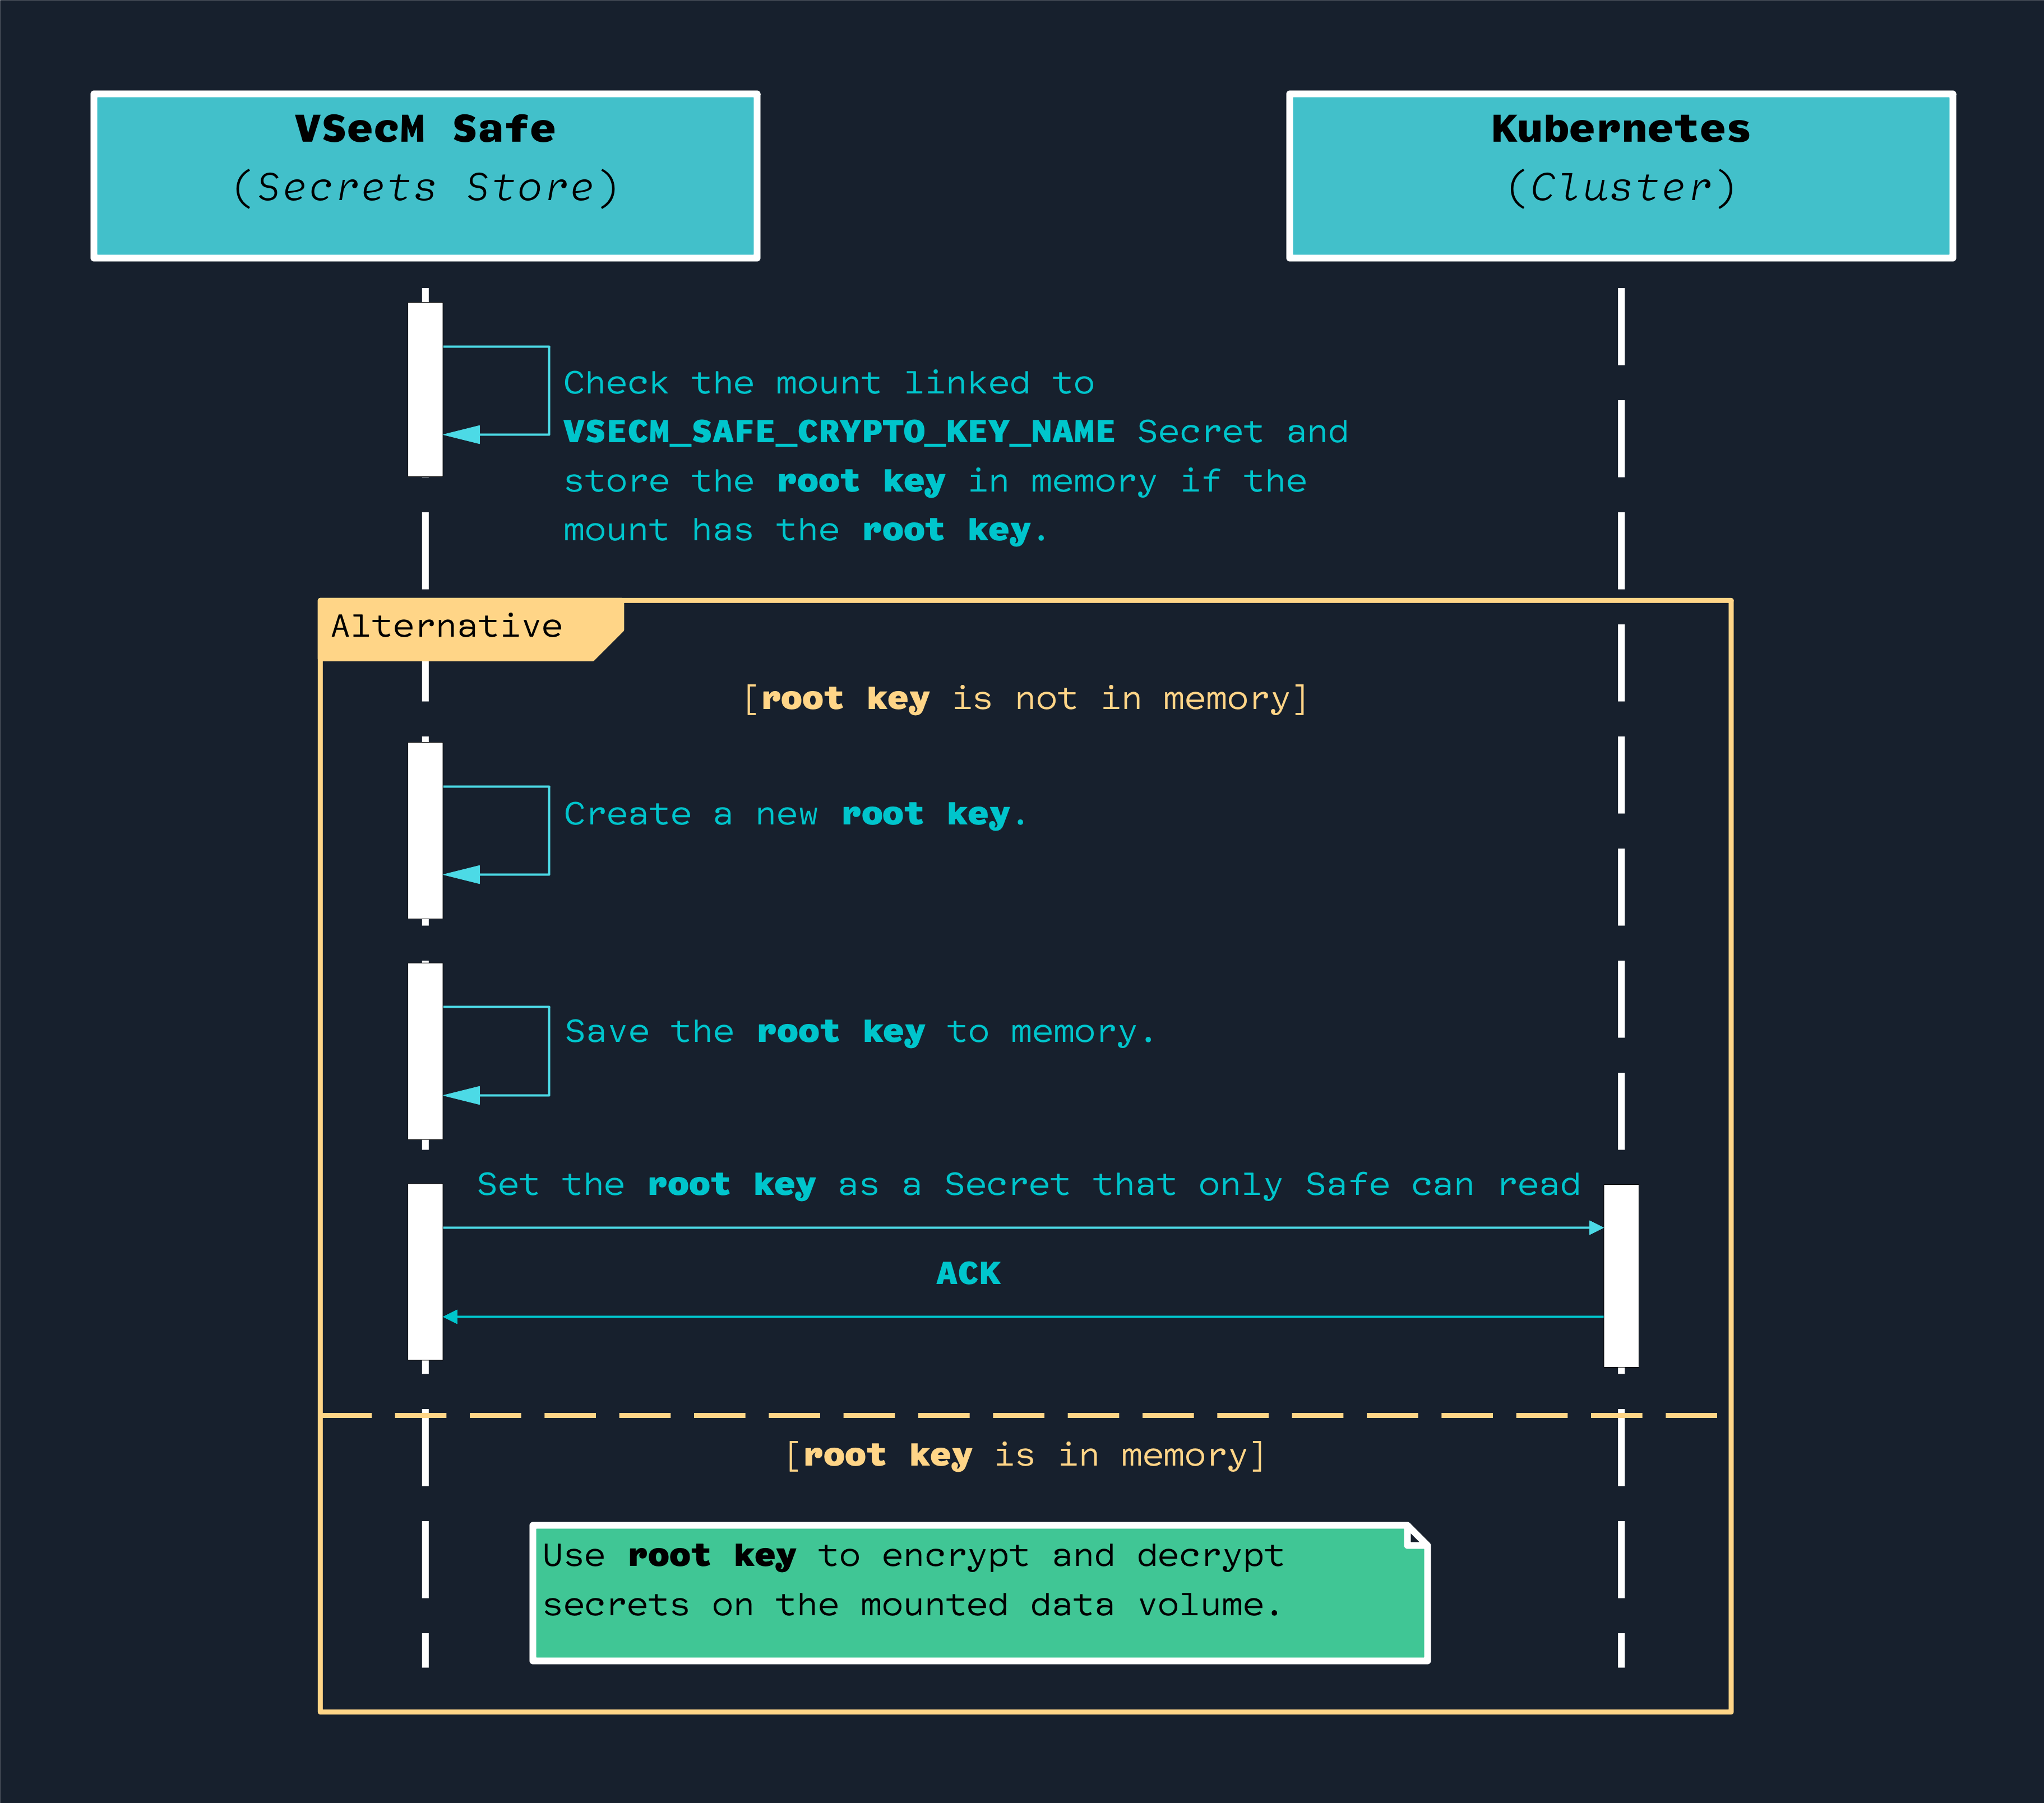 VSecM Safe
(Secrets Store)
Kubernetes
(Cluster)
Check the mount linked to
VSECM_SAFE_CRYPTO_KEY_NAME Secret and
store the root key in memory if the
mount has the root key.
Alternative
[root key is not in memory]
Create a new root key.
Save the root key to memory.
Set the root key as a Secret that only Safe can read
ACK
[root key is in memory]
Use root key to encrypt and decrypt
secrets on the mounted data volume.